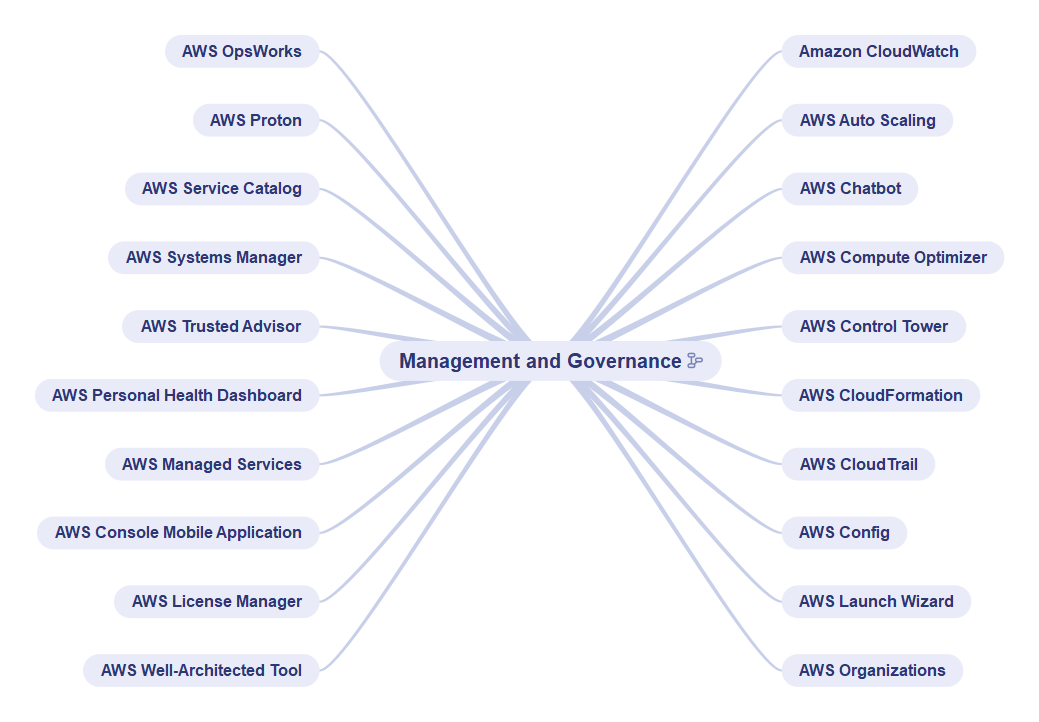 AWS OpsWorks
AWS Proton
AWS Service Catalog
AWS Systems Manager
AWS Trusted Advisor
AWS Personal Health Dashboard
AWS Managed Services
AWS Console Mobile Application
AWS License Manager
AWS Well-Architected Tool
Management and Governance
Amazon CloudWatch
AWS Auto Scaling
AWS Chatbot
AWS Compute Optimizer
AWS Control Tower
AWS CloudFormation
AWS CloudTrail
AWS Config
AWS Launch Wizard
AWS Organizations